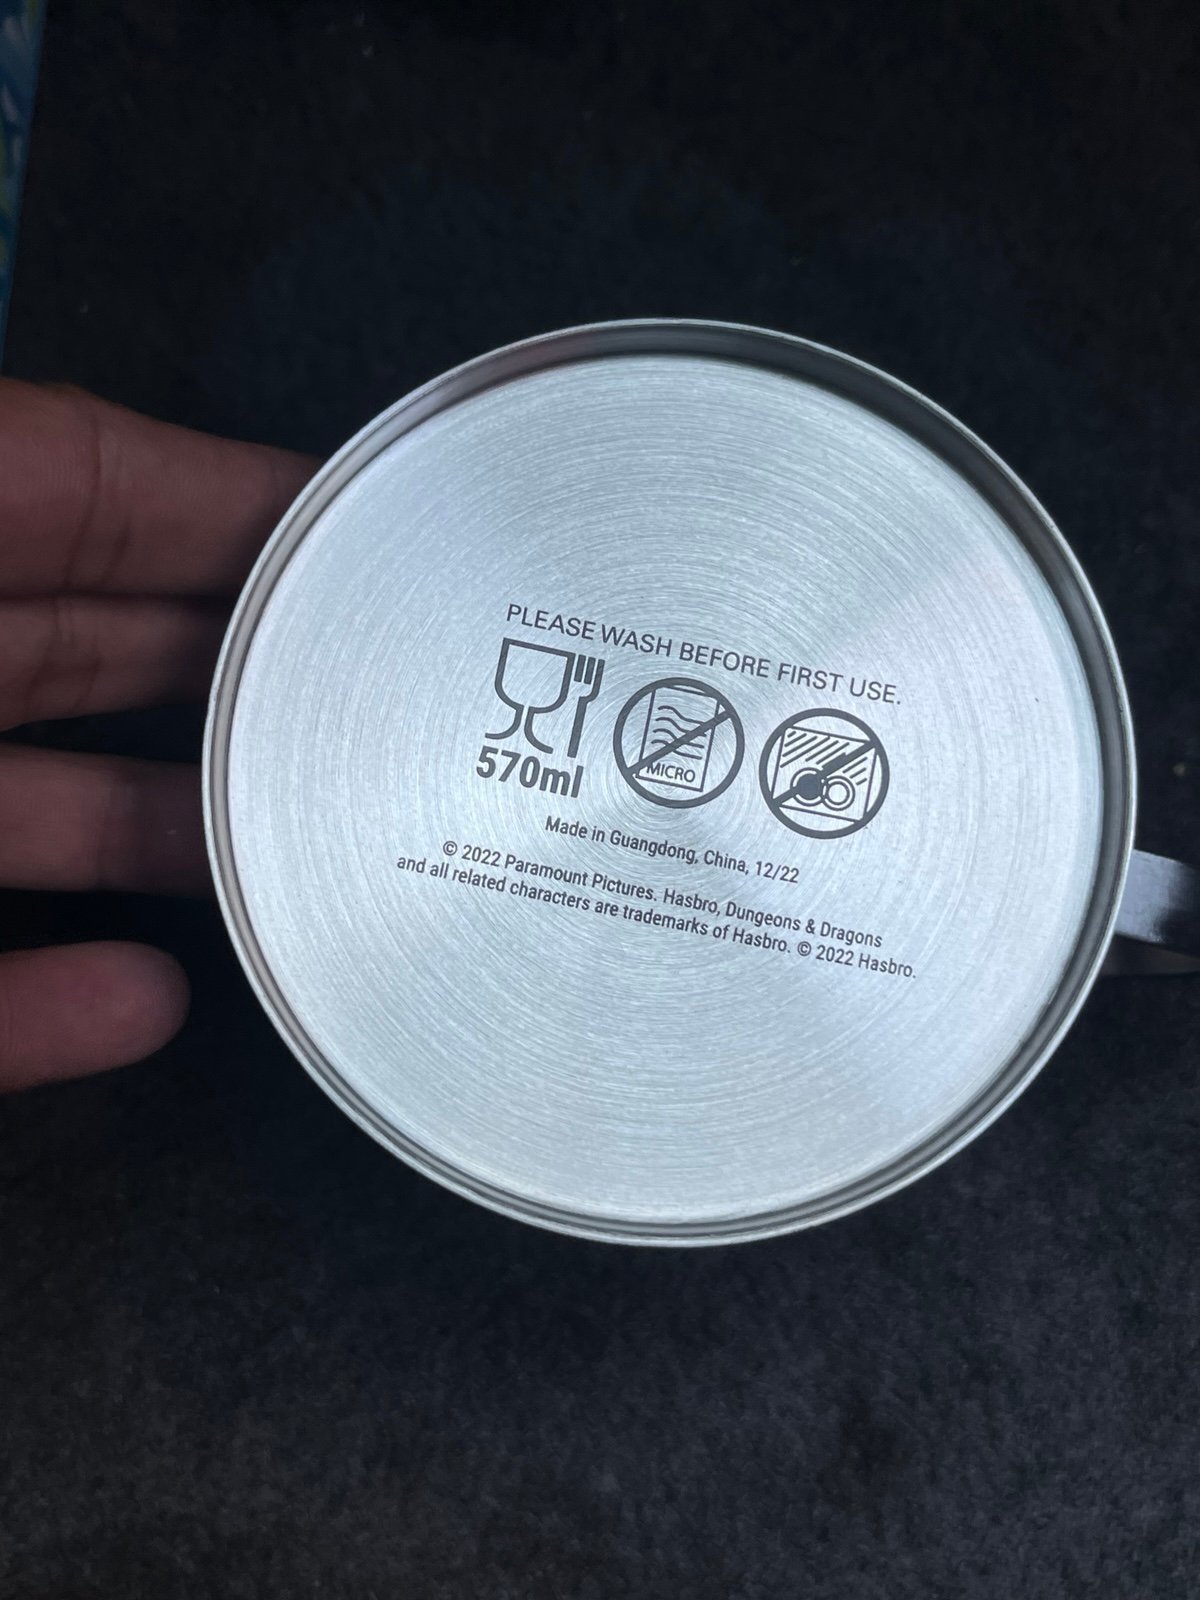 PLEASE WASH BEFORE FIRST USE.
570ml
MICRO
Made in Guangdong, China, 12/22
© 2022 Paramount Pictures. Hasbro, Dungeons & Dragons
and all related characters are trademarks of Hasbro. © 2022 Hasbro.